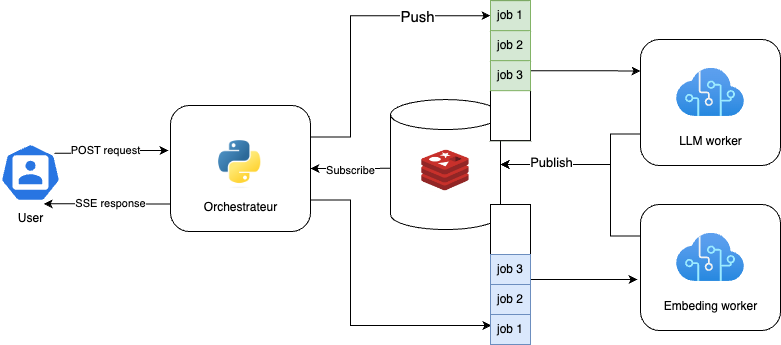 Push
job 1
job 2
job 3
LLM worker
POST request
Subscribe
Publish
SSE response
User
Orchestrateur
job 3
job 2
job 1
Embeding worker